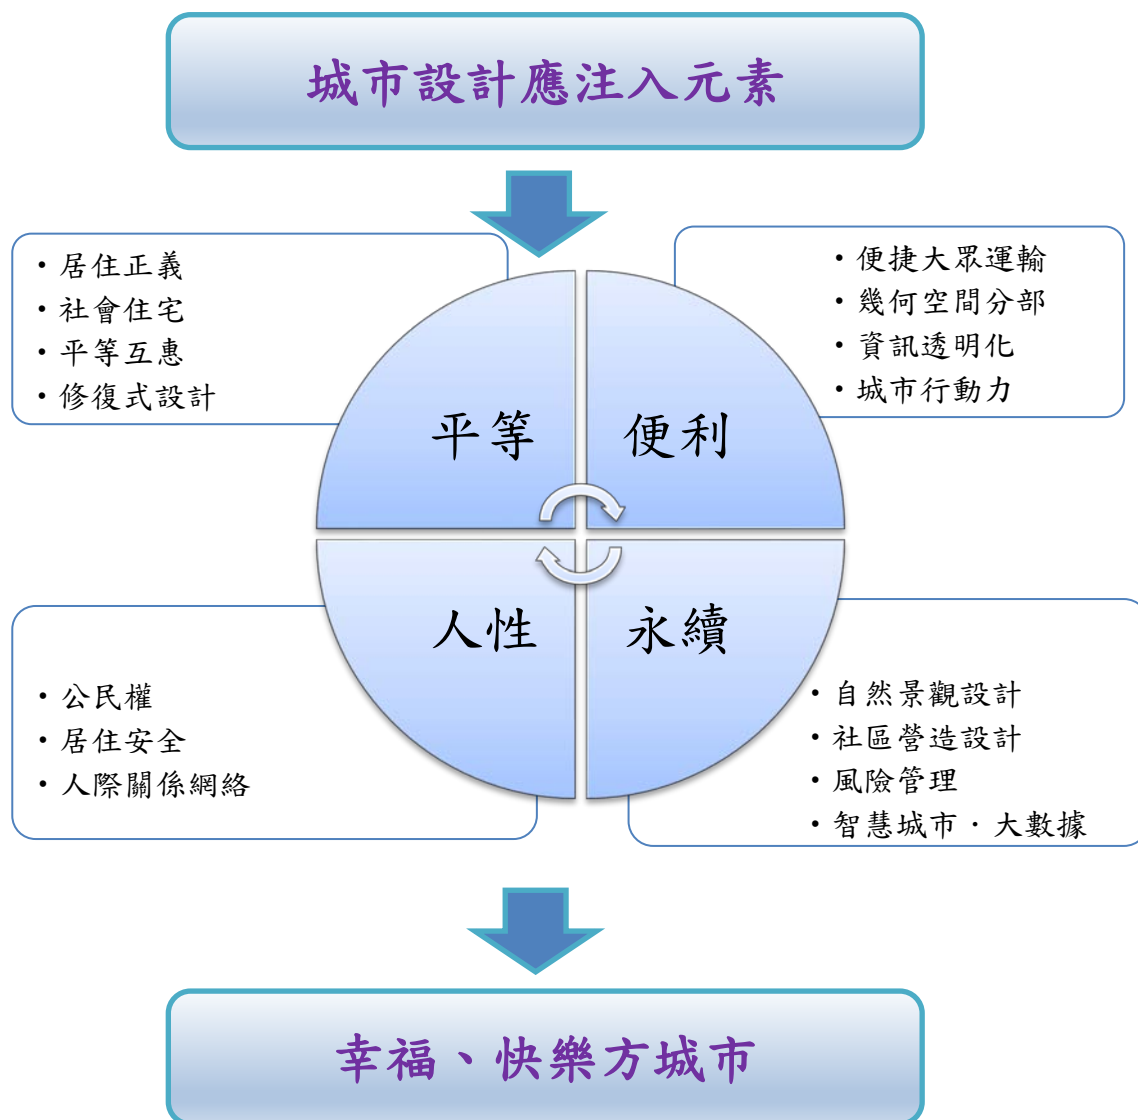 城市設計應注入元素
・居住正義
・社會住宅
・平等互惠
・修復式設計
・便捷大眾運輸
・幾何空間分部
・資訊透明化
・城市行動力
平等
便利
人性
永續
・公民權
・居住安全
・人際關係網絡
・自然景觀設計
・社區營造設計
・風險管理
・智慧城市．大數據
幸福、快樂方城市